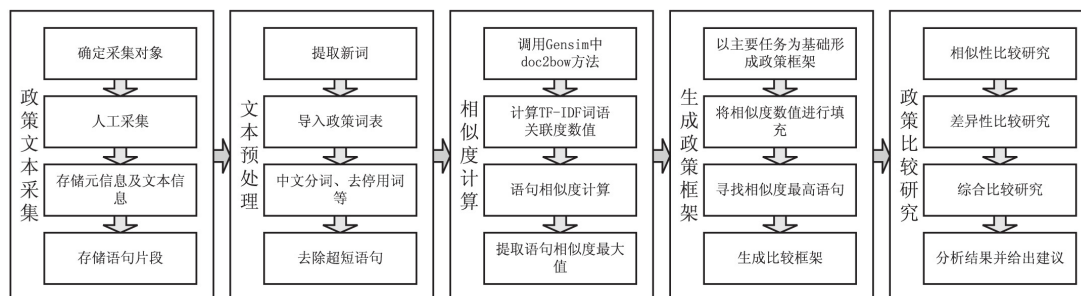 政策文本采集
确定采集对象
人工采集
存储元信息及文本信
息
存储语句片段
文本预处理
提取新词
导入政策词表
中文分词、去停用词
等
去除超短语句
相似度计算
调用Gensim中
doc2bow方法
计算TF-IDF词语
关联度数值
语句相似度计算
提取语句相似度最大
值
生成政策框架
以主要任务为基础形
成政策框架
将相似度数值进行填
充
寻找相似度最高语句
生成比较框架
政策比较研究
相似性比较研究
差异性比较研究
综合比较研究
分析结果并给出建议